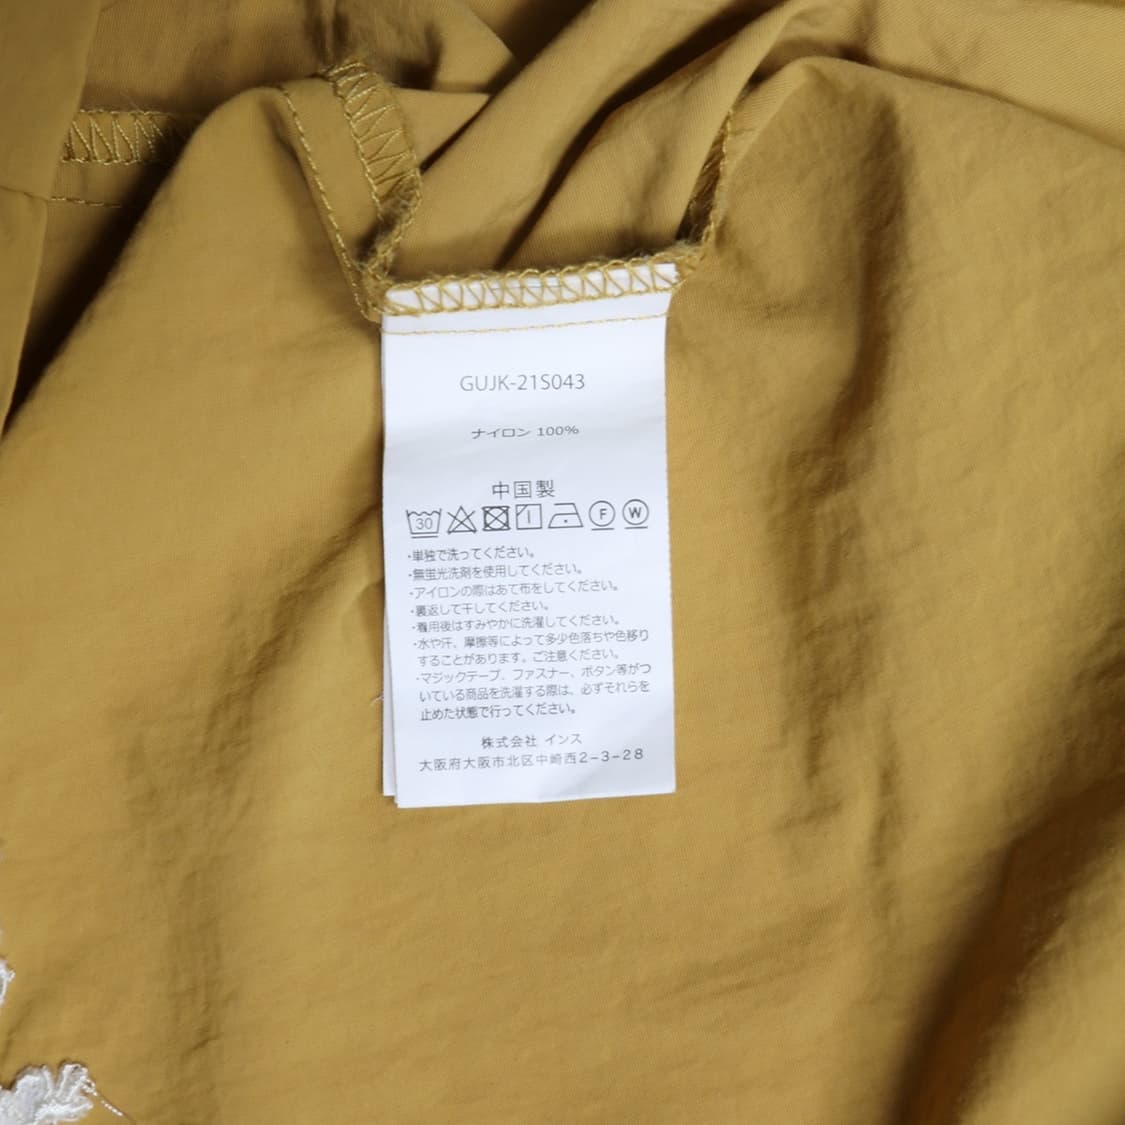 GUJK-21S043
ナイロン 100%
中国製
30 F W
・単独で洗ってください。
・無蛍光洗剤を使用してください。
・アイロンの際はあて布をしてください。
・裏返して干してください。
・着用後はすみやかに洗濯してください。
・水や汗、摩擦等によって多少色落ちや色移り
することがあります。ご注意ください。
・マジックテープ、ファスナー、ボタン等がつ
いている商品を洗濯する際は、必ずそれらを
止めた状態で行ってください。
株式会社 インス
大阪府大阪市北区中崎西2-3-28